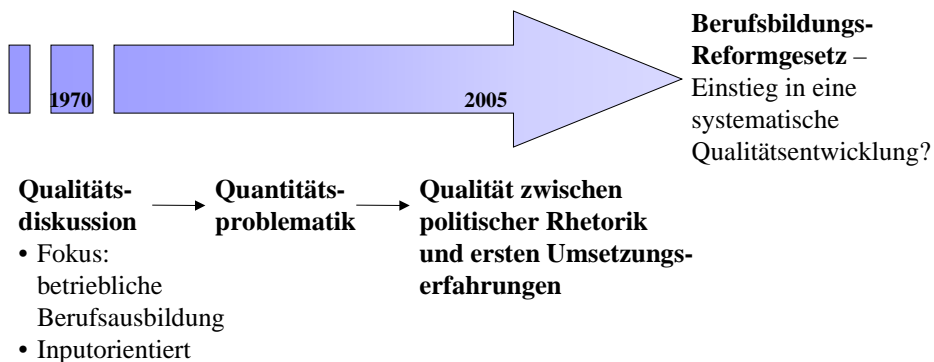 1970
2005
Berufsbildungs-
Reformgesetz –
Einstieg in eine
systematische
Qualitätsentwicklung?
Qualitäts-
diskussion
• Fokus:
betriebliche
Berufsausbildung
• Inputorientiert
Quantitäts-
problematik
Qualität zwischen
politischer Rhetorik
und ersten Umsetzungs-
erfahrungen